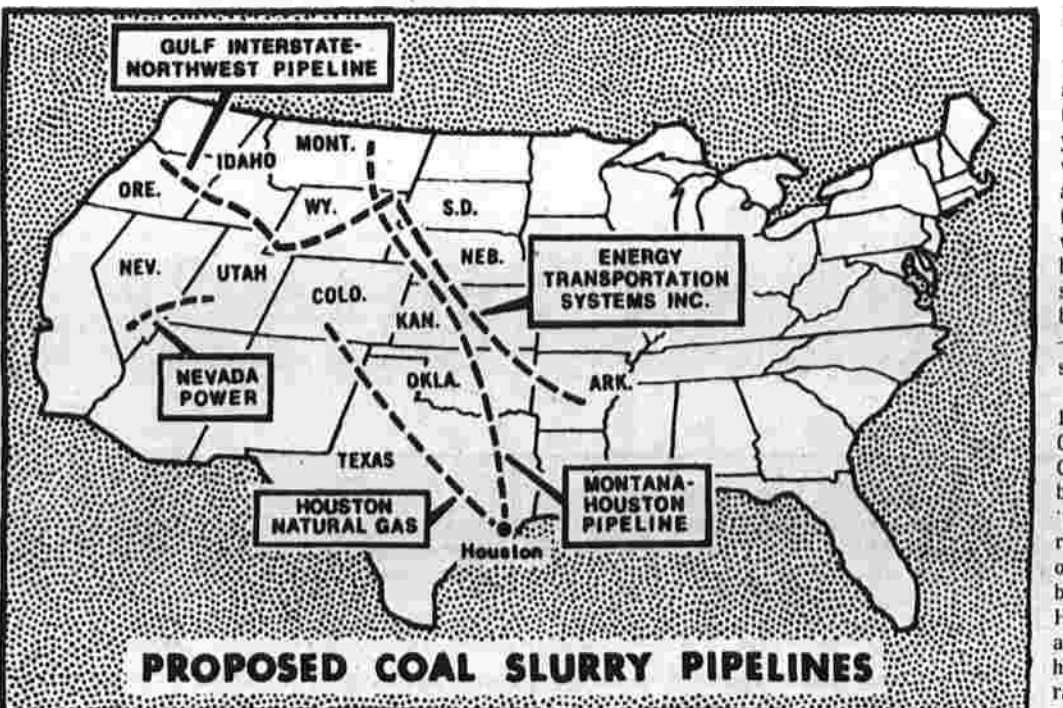 GULF INTERSTATE-
NORTHWEST PIPELINE
MONT.
IDAHO
ORE.
WY.
S.D.
NEB.
ENERGY
TRANSPORTATION
SYSTEMS INC.
NEV.
UTAH
COLO.
KAN.
NEVADA
POWER
OKLA.
ARK.
TEXAS
HOUSTON
NATURAL GAS
MONTANA-
HOUSTON
PIPELINE
Houston
PROPOSED COAL SLURRY PIPELINES